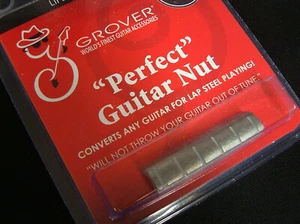 GROVER
WORLD'S FINEST GUITAR ACCESSORIES
"Perfect"
Guitar Nut
CONVERTS ANY GUITAR FOR LAP STEEL PLAYING!
"WILL NOT THROW YOUR GUITAR OUT OF TUNE"